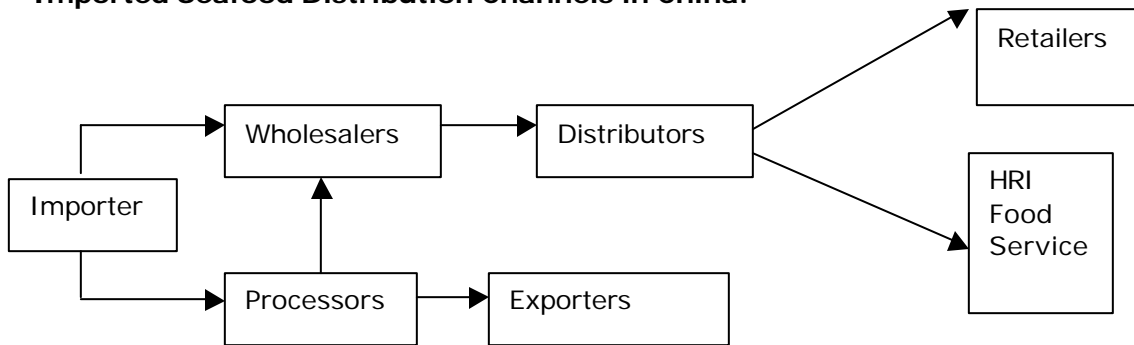 Imported Seafood Distribution Channels in China:
Retailers
Wholesalers
Distributors
HRI
Food
Service
Importer
Processors
Exporters